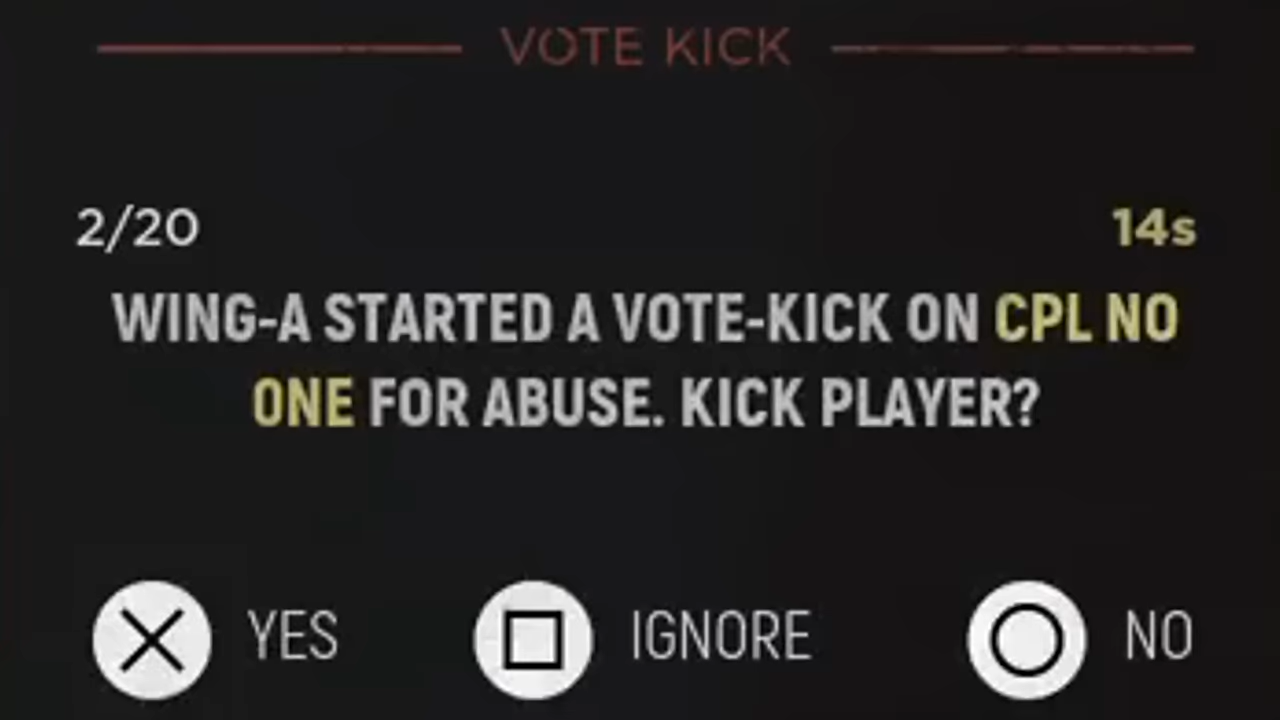 VOTE KICK
2/20 14s
WING-A STARTED A VOTE-KICK ON CPL NO
ONE FOR ABUSE. KICK PLAYER?
YES IGNORE NO